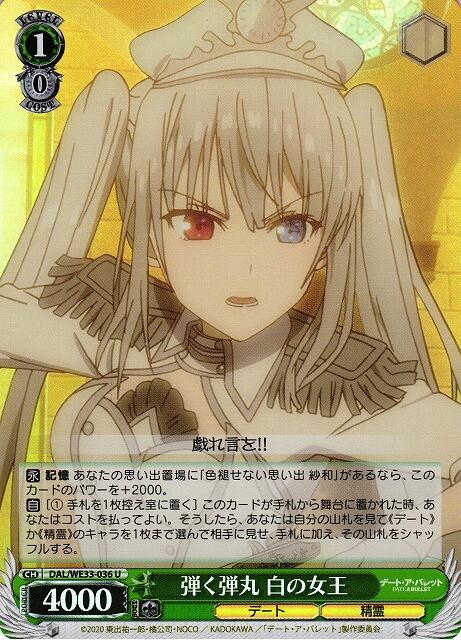 LEVEL
1
0
COST
戯れ言を!!
永 記憶 あなたの思い出置場に「色褪せない思い出 紗和」があるなら、この
カードのパワーを+2000。
自 [① 手札を1枚控え室に置く] このカードが手札から舞台に置かれた時、あ
なたはコストを払ってよい。そうしたら、あなたは自分の山札を見て《デート》
か《精霊》のキャラを1枚まで選んで相手に見せ、手札に加え、その山札をシャッ
フルする。
CH DAL/WE33-036 U
POWER
4000
弾く弾丸 白の女王
デート・ア・バレット
DATE A BULLET
デート
精霊
©2020 東出祐一郎・橘公司・NOCO / KADOKAWA /「デート・ア・バレット」製作委員会